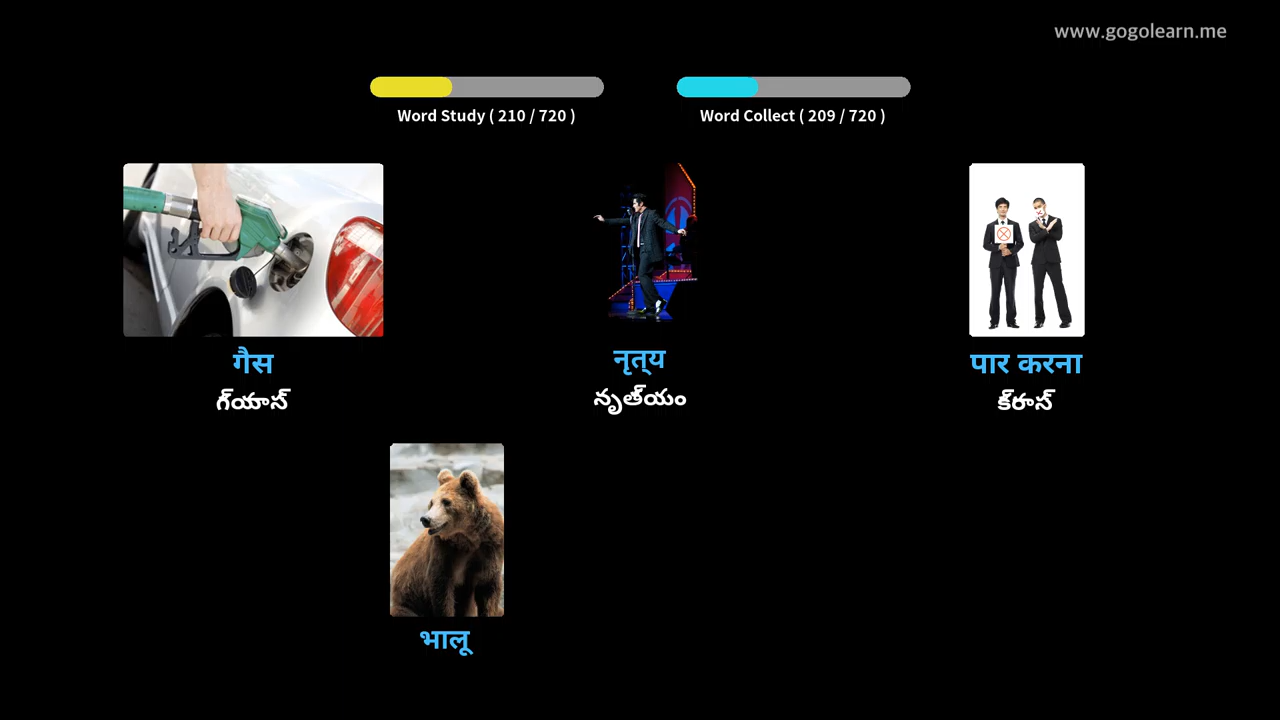 www.gogolearn.me
Word Study ( 210 / 720 )
Word Collect ( 209 / 720 )
गैस
नृत्य
पार करना
ഗ്യാസ്
നൃത്യം
ക്രാസ്
भालू